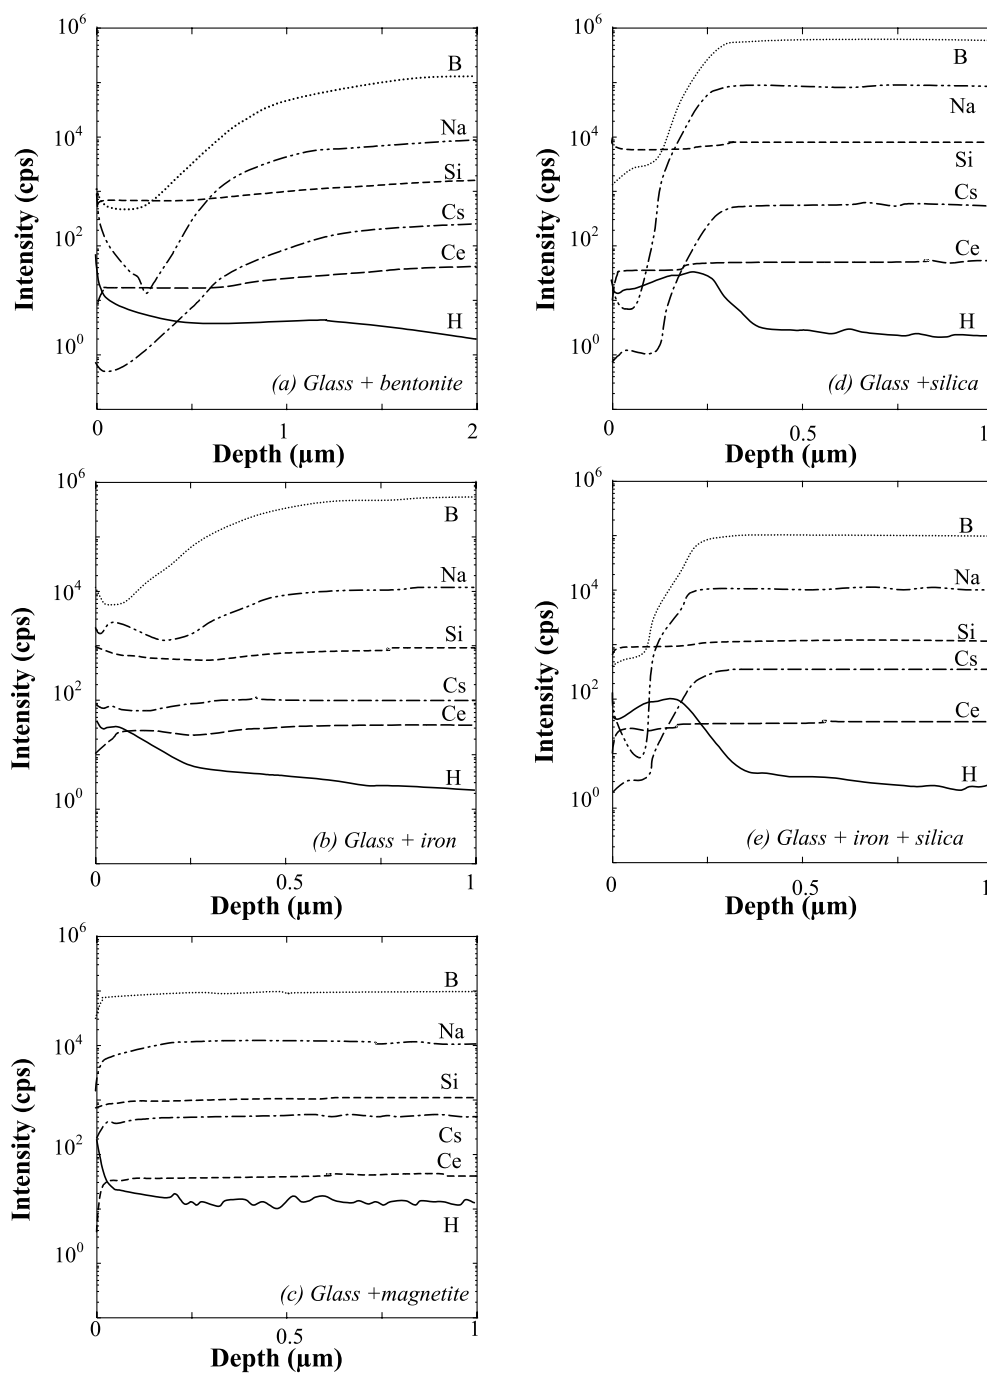 10^6
10^4
10^2
10^0
Intensity (cps)
B
Na
Si
Cs
Ce
H
(a) Glass + bentonite
0
1
2
Depth (µm)
10^6
10^4
10^2
10^0
Intensity (cps)
B
Na
Si
Cs
Ce
H
(d) Glass +silica
0
0.5
1
Depth (µm)
10^6
10^4
10^2
10^0
Intensity (cps)
B
Na
Si
Cs
Ce
H
(b) Glass + iron
0
0.5
1
Depth (µm)
10^6
10^4
10^2
10^0
Intensity (cps)
B
Na
Si
Cs
Ce
H
(e) Glass + iron + silica
0
0.5
1
Depth (µm)
10^6
10^4
10^2
10^0
Intensity (cps)
B
Na
Si
Cs
Ce
H
(c) Glass +magnetite
0
0.5
1
Depth (µm)